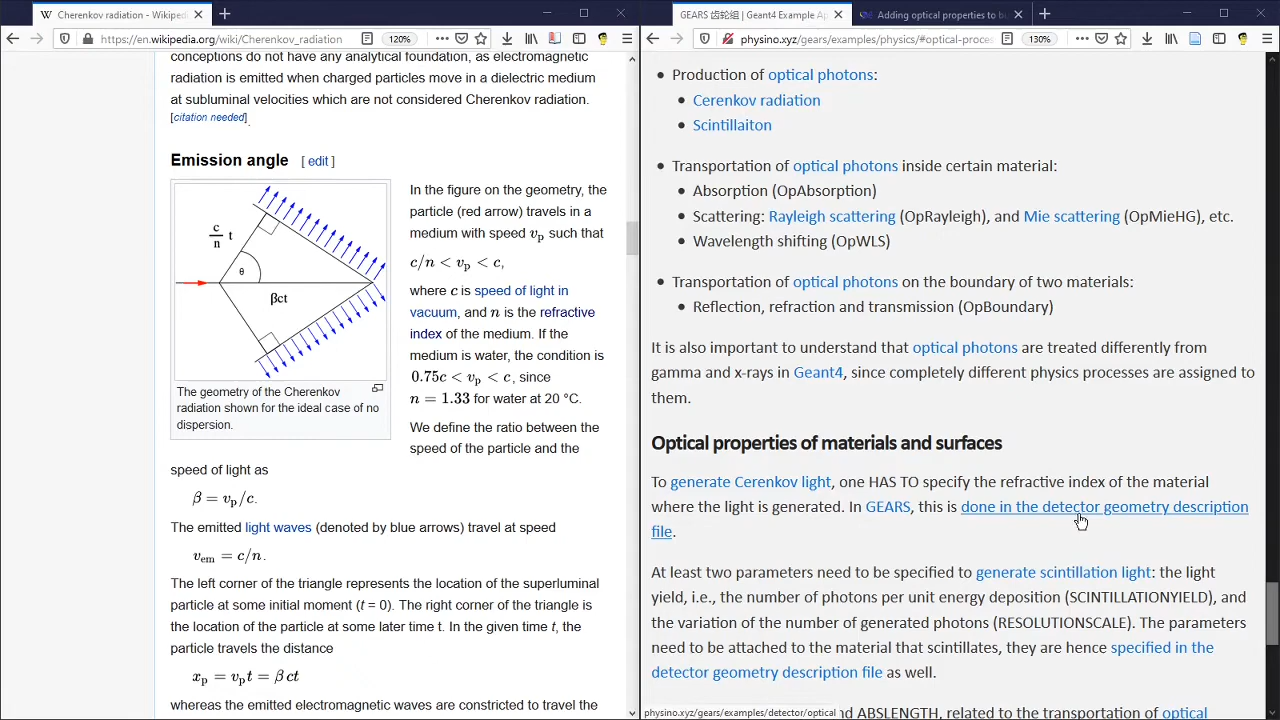 Cherenkov radiation - Wikiped
https://en.wikipedia.org/wiki/Cherenkov_radiation
120%
conceptions do not have any analytical foundation, as electromagnetic
radiation is emitted when charged particles move in a dielectric medium
at subluminal velocities which are not considered Cherenkov radiation.
[citation needed].
Emission angle [ edit ]
c/n t
θ
βct
The geometry of the Cherenkov
radiation shown for the ideal case of no
dispersion.
In the figure on the geometry, the
particle (red arrow) travels in a
medium with speed vp such that
c/n < vp < c,
where c is speed of light in
vacuum, and n is the refractive
index of the medium. If the
medium is water, the condition is
0.75c < vp < c, since
n = 1.33 for water at 20 °C.
We define the ratio between the
speed of the particle and the
speed of light as
β = vp/c.
The emitted light waves (denoted by blue arrows) travel at speed
vem = c/n.
The left corner of the triangle represents the location of the superluminal
particle at some initial moment (t = 0). The right corner of the triangle is
the location of the particle at some later time t. In the given time t, the
particle travels the distance
xp = vpt = β ct
whereas the emitted electromagnetic waves are constricted to travel the
GEARS 齿轮组 | Geant4 Example Ap
Adding optical properties to bu
physino.xyz/gears/examples/physics/#optical-proces
130%
Production of optical photons:
Cerenkov radiation
Scintillaiton
Transportation of optical photons inside certain material:
Absorption (OpAbsorption)
Scattering: Rayleigh scattering (OpRayleigh), and Mie scattering (OpMieHG), etc.
Wavelength shifting (OpWLS)
Transportation of optical photons on the boundary of two materials:
Reflection, refraction and transmission (OpBoundary)
It is also important to understand that optical photons are treated differently from
gamma and x-rays in Geant4, since completely different physics processes are assigned to
them.
Optical properties of materials and surfaces
To generate Cerenkov light, one HAS TO specify the refractive index of the material
where the light is generated. In GEARS, this is done in the detector geometry description
file.
At least two parameters need to be specified to generate scintillation light: the light
yield, i.e., the number of photons per unit energy deposition (SCINTILLATIONYIELD), and
the variation of the number of generated photons (RESOLUTIONSCALE). The parameters
need to be attached to the material that scintillates, they are hence specified in the
detector geometry description file as well.
physino.xyz/gears/examples/detector/optical
nd ABSLENGTH, related to the transportation of optical